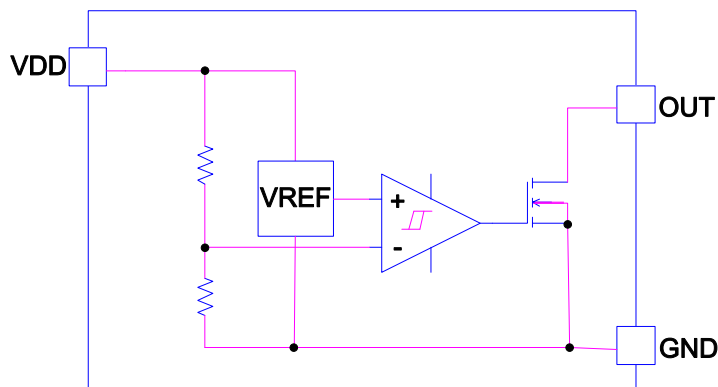 VDD
OUT
VREF
+
-
GND